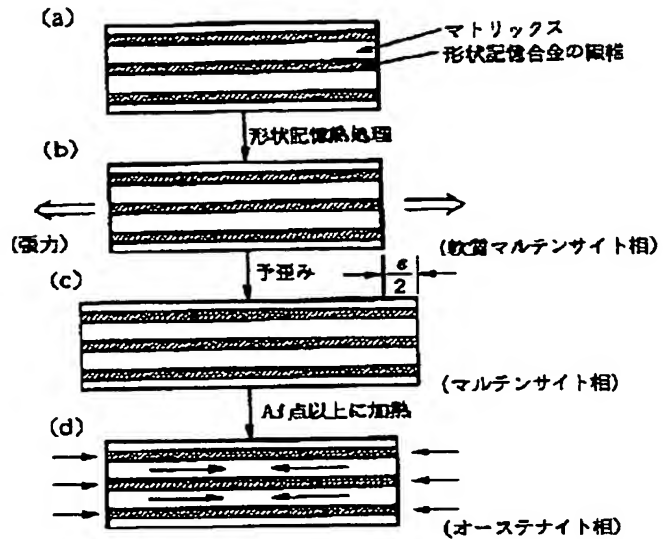 (a)
マトリックス
形状記憶合金の繊維
形状記憶熱処理
(b)
(張力)
(軟質マルテンサイト相)
予歪み
ε
2
(c)
(マルテンサイト相)
Af点以上に加熱
(d)
(オーステナイト相)